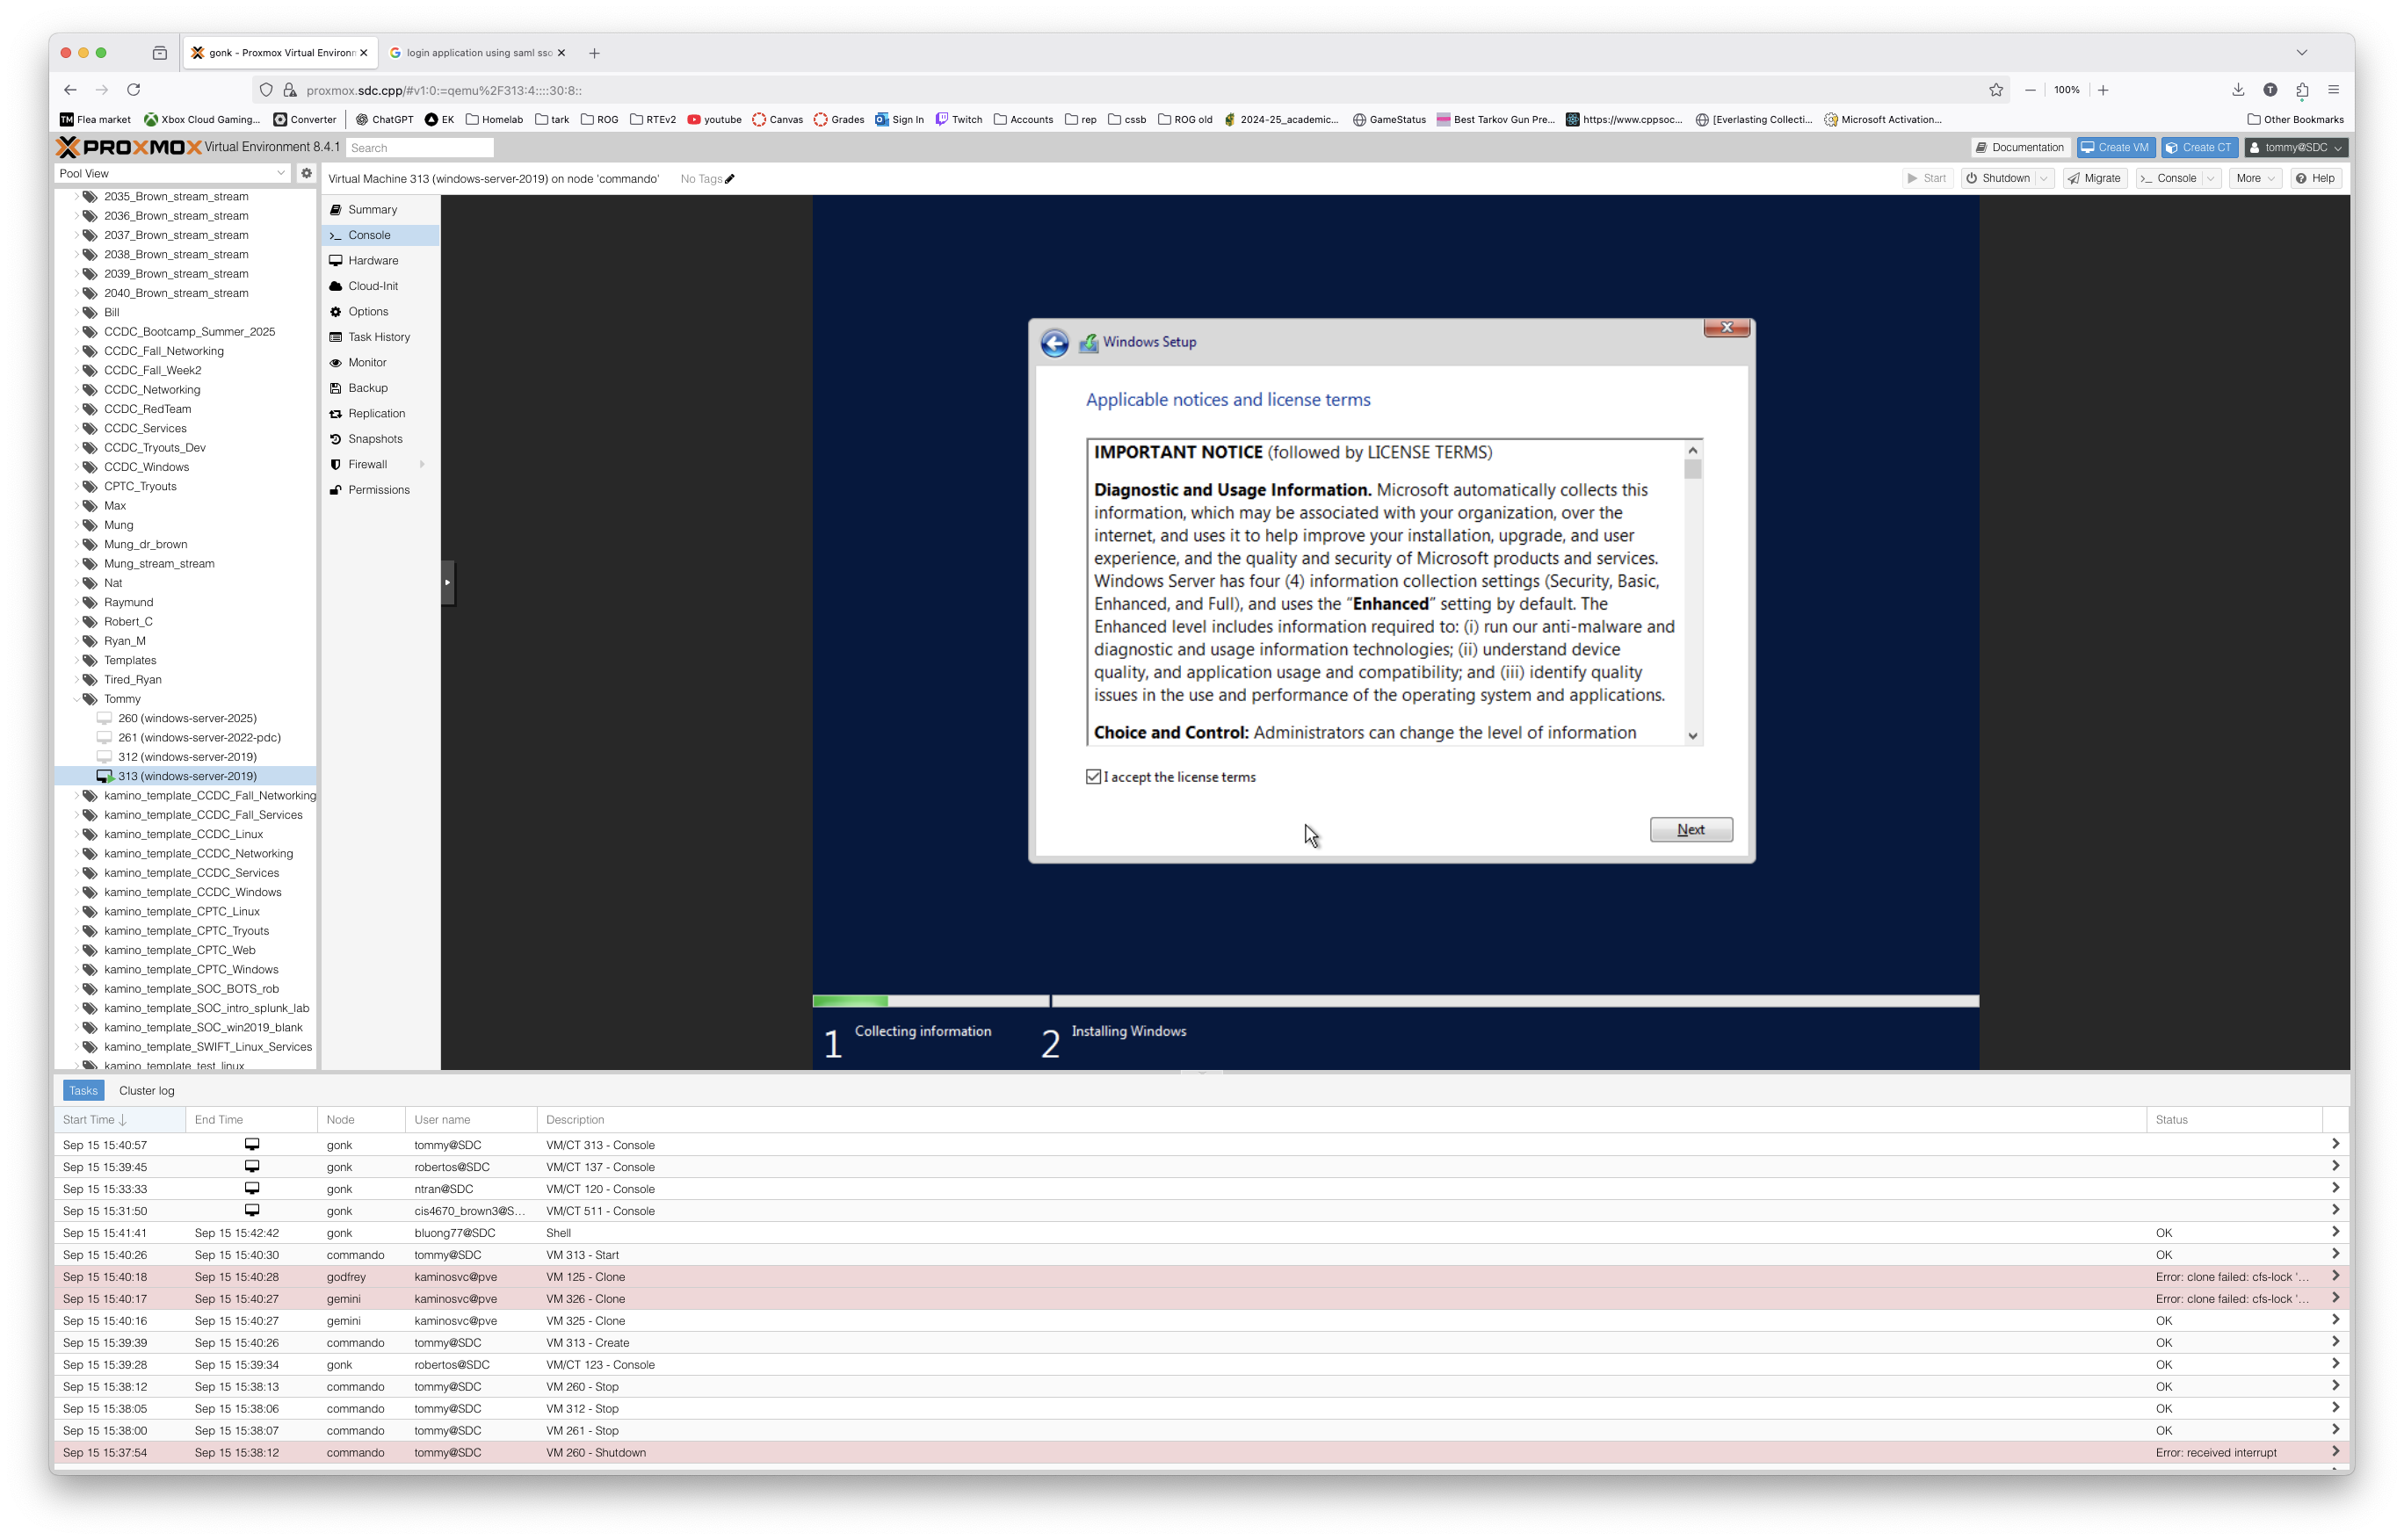 gonk - Proxmox Virtual Environm
login application using saml sso
proxmox.sdc.cpp/#v1:0:=qemu%2F313:4::::30:8::
100%
T
TM Flea market
Xbox Cloud Gaming...
Converter
ChatGPT
EK
Homelab
tark
ROG
RTEv2
youtube
Canvas
Grades
Sign In
Twitch
Accounts
rep
cssb
ROG old
2024-25_academic...
GameStatus
Best Tarkov Gun Pre...
https://www.cppsoc...
[Everlasting Collecti...
Microsoft Activation...
Other Bookmarks
PROXMOX Virtual Environment 8.4.1
Search
Documentation
Create VM
Create CT
tommy@SDC
Pool View
Virtual Machine 313 (windows-server-2019) on node 'commando'
No Tags
Start
Shutdown
Migrate
Console
More
Help
2035_Brown_stream_stream
2036_Brown_stream_stream
2037_Brown_stream_stream
2038_Brown_stream_stream
2039_Brown_stream_stream
2040_Brown_stream_stream
Bill
CCDC_Bootcamp_Summer_2025
CCDC_Fall_Networking
CCDC_Fall_Week2
CCDC_Networking
CCDC_RedTeam
CCDC_Services
CCDC_Tryouts_Dev
CCDC_Windows
CPTC_Tryouts
Max
Mung
Mung_dr_brown
Mung_stream_stream
Nat
Raymund
Robert_C
Ryan_M
Templates
Tired_Ryan
Tommy
260 (windows-server-2025)
261 (windows-server-2022-pdc)
312 (windows-server-2019)
313 (windows-server-2019)
kamino_template_CCDC_Fall_Networking
kamino_template_CCDC_Fall_Services
kamino_template_CCDC_Linux
kamino_template_CCDC_Networking
kamino_template_CCDC_Services
kamino_template_CCDC_Windows
kamino_template_CPTC_Linux
kamino_template_CPTC_Tryouts
kamino_template_CPTC_Web
kamino_template_CPTC_Windows
kamino_template_SOC_BOTS_rob
kamino_template_SOC_intro_splunk_lab
kamino_template_SOC_win2019_blank
kamino_template_SWIFT_Linux_Services
kamino_template_test_linux
Summary
Console
Hardware
Cloud-Init
Options
Task History
Monitor
Backup
Replication
Snapshots
Firewall
Permissions
Windows Setup
Applicable notices and license terms
IMPORTANT NOTICE (followed by LICENSE TERMS)
Diagnostic and Usage Information. Microsoft automatically collects this
information, which may be associated with your organization, over the
internet, and uses it to help improve your installation, upgrade, and user
experience, and the quality and security of Microsoft products and services.
Windows Server has four (4) information collection settings (Security, Basic,
Enhanced, and Full), and uses the “Enhanced” setting by default. The
Enhanced level includes information required to: (i) run our anti-malware and
diagnostic and usage information technologies; (ii) understand device
quality, and application usage and compatibility; and (iii) identify quality
issues in the use and performance of the operating system and applications.
Choice and Control: Administrators can change the level of information
I accept the license terms
Next
1 Collecting information
2 Installing Windows
Tasks
Cluster log
Start Time End Time Node User name Description Status
Sep 15 15:40:57 gonk tommy@SDC VM/CT 313 - Console
Sep 15 15:39:45 gonk robertos@SDC VM/CT 137 - Console
Sep 15 15:33:33 gonk ntran@SDC VM/CT 120 - Console
Sep 15 15:31:50 gonk cis4670_brown3@S... VM/CT 511 - Console
Sep 15 15:41:41 Sep 15 15:42:42 gonk bluong77@SDC Shell OK
Sep 15 15:40:26 Sep 15 15:40:30 commando tommy@SDC VM 313 - Start OK
Sep 15 15:40:18 Sep 15 15:40:28 godfrey kaminosvc@pve VM 125 - Clone Error: clone failed: cfs-lock '...
Sep 15 15:40:17 Sep 15 15:40:27 gemini kaminosvc@pve VM 326 - Clone Error: clone failed: cfs-lock '...
Sep 15 15:40:16 Sep 15 15:40:27 gemini kaminosvc@pve VM 325 - Clone OK
Sep 15 15:39:39 Sep 15 15:40:26 commando tommy@SDC VM 313 - Create OK
Sep 15 15:39:28 Sep 15 15:39:34 gonk robertos@SDC VM/CT 123 - Console OK
Sep 15 15:38:12 Sep 15 15:38:13 commando tommy@SDC VM 260 - Stop OK
Sep 15 15:38:05 Sep 15 15:38:06 commando tommy@SDC VM 312 - Stop OK
Sep 15 15:38:00 Sep 15 15:38:07 commando tommy@SDC VM 261 - Stop OK
Sep 15 15:37:54 Sep 15 15:38:12 commando tommy@SDC VM 260 - Shutdown Error: received interrupt